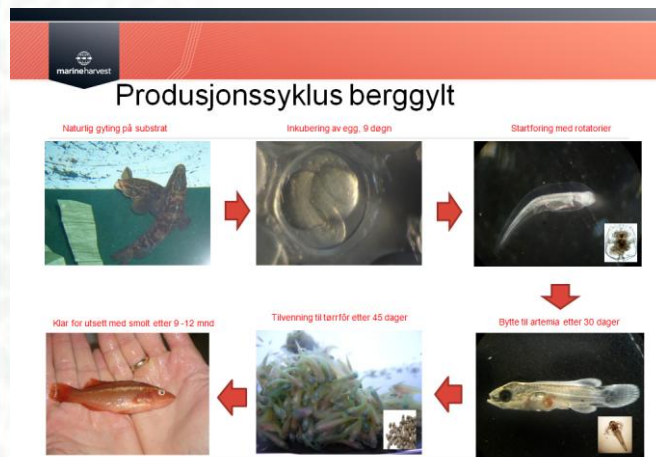 marineharvest
Produsjonssyklus berggylt
Naturlig gyting på substrat
Inkubering av egg, 9 døgn
Startforing med rotatorier
Klar for utsett med smolt etter 9 -12 mnd
Tilvenning til tørrfôr etter 45 dager
Bytte til artemia etter 30 dager